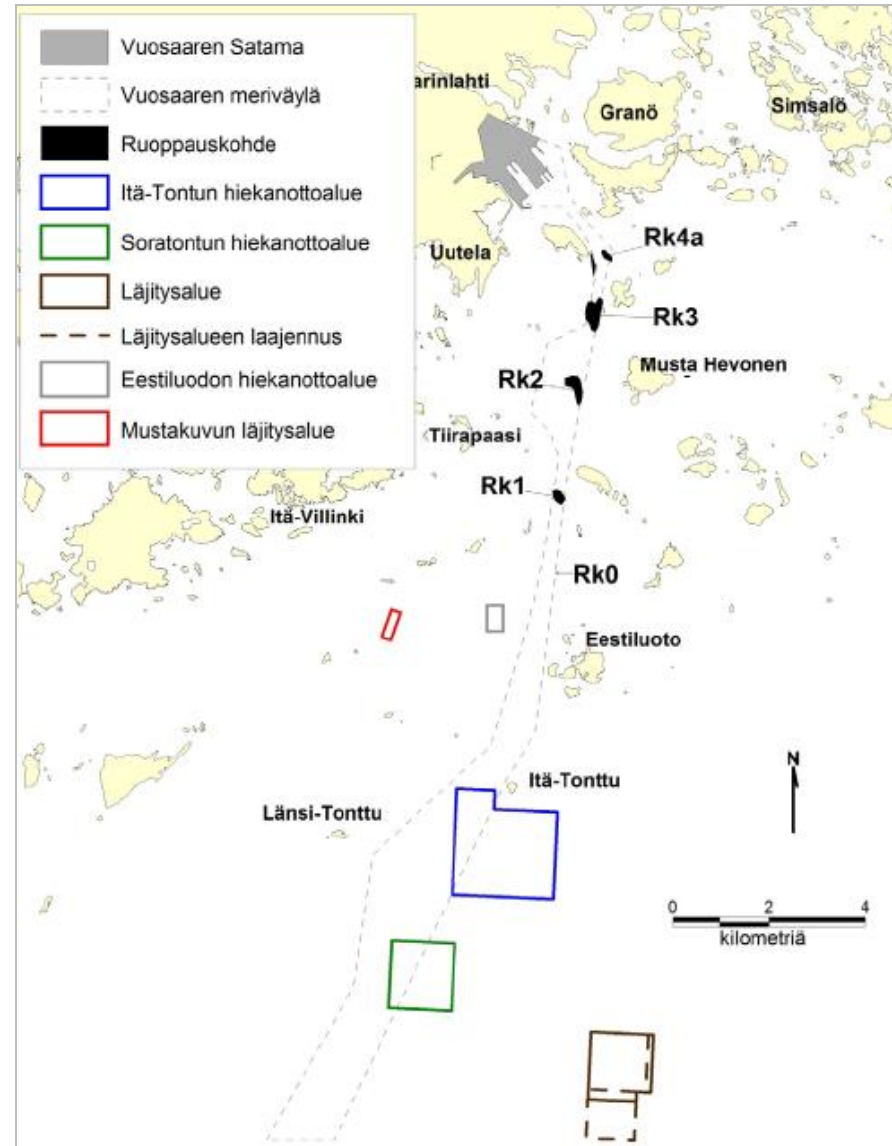 Vuosaaren Satama
Vuosaaren meriväylä
Ruoppauskohde
Itä-Tontun hiekanottoalue
Soratontun hiekanottoalue
Läjitysalue
Läjitysalueen laajennus
Eestiluodon hiekanottoalue
Mustakuvun läjitysalue
arinlahti
Granö
Simsalö
Uutela
Rk4a
Rk3
Musta Hevonen
Rk2
Tiirapaasi
Rk1
Itä-Villinki
Rk0
Eestiluoto
Itä-Tonttu
Länsi-Tonttu
N
0 2 4
kilometriä